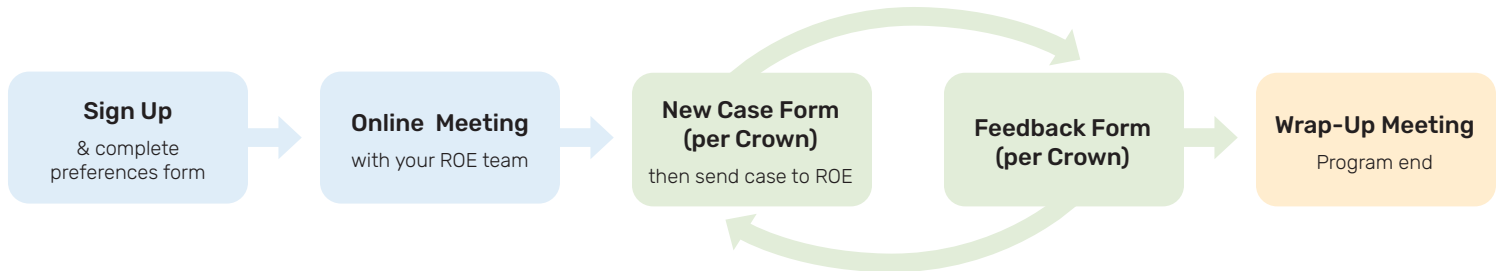 Sign Up
& complete
preferences form
Online Meeting
with your ROE team
New Case Form
(per Crown)
then send case to ROE
Feedback Form
(per Crown)
Wrap-Up Meeting
Program end